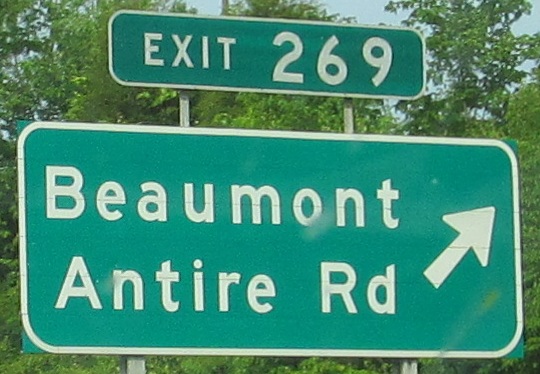 EXIT 269
Beaumont
Antire Rd